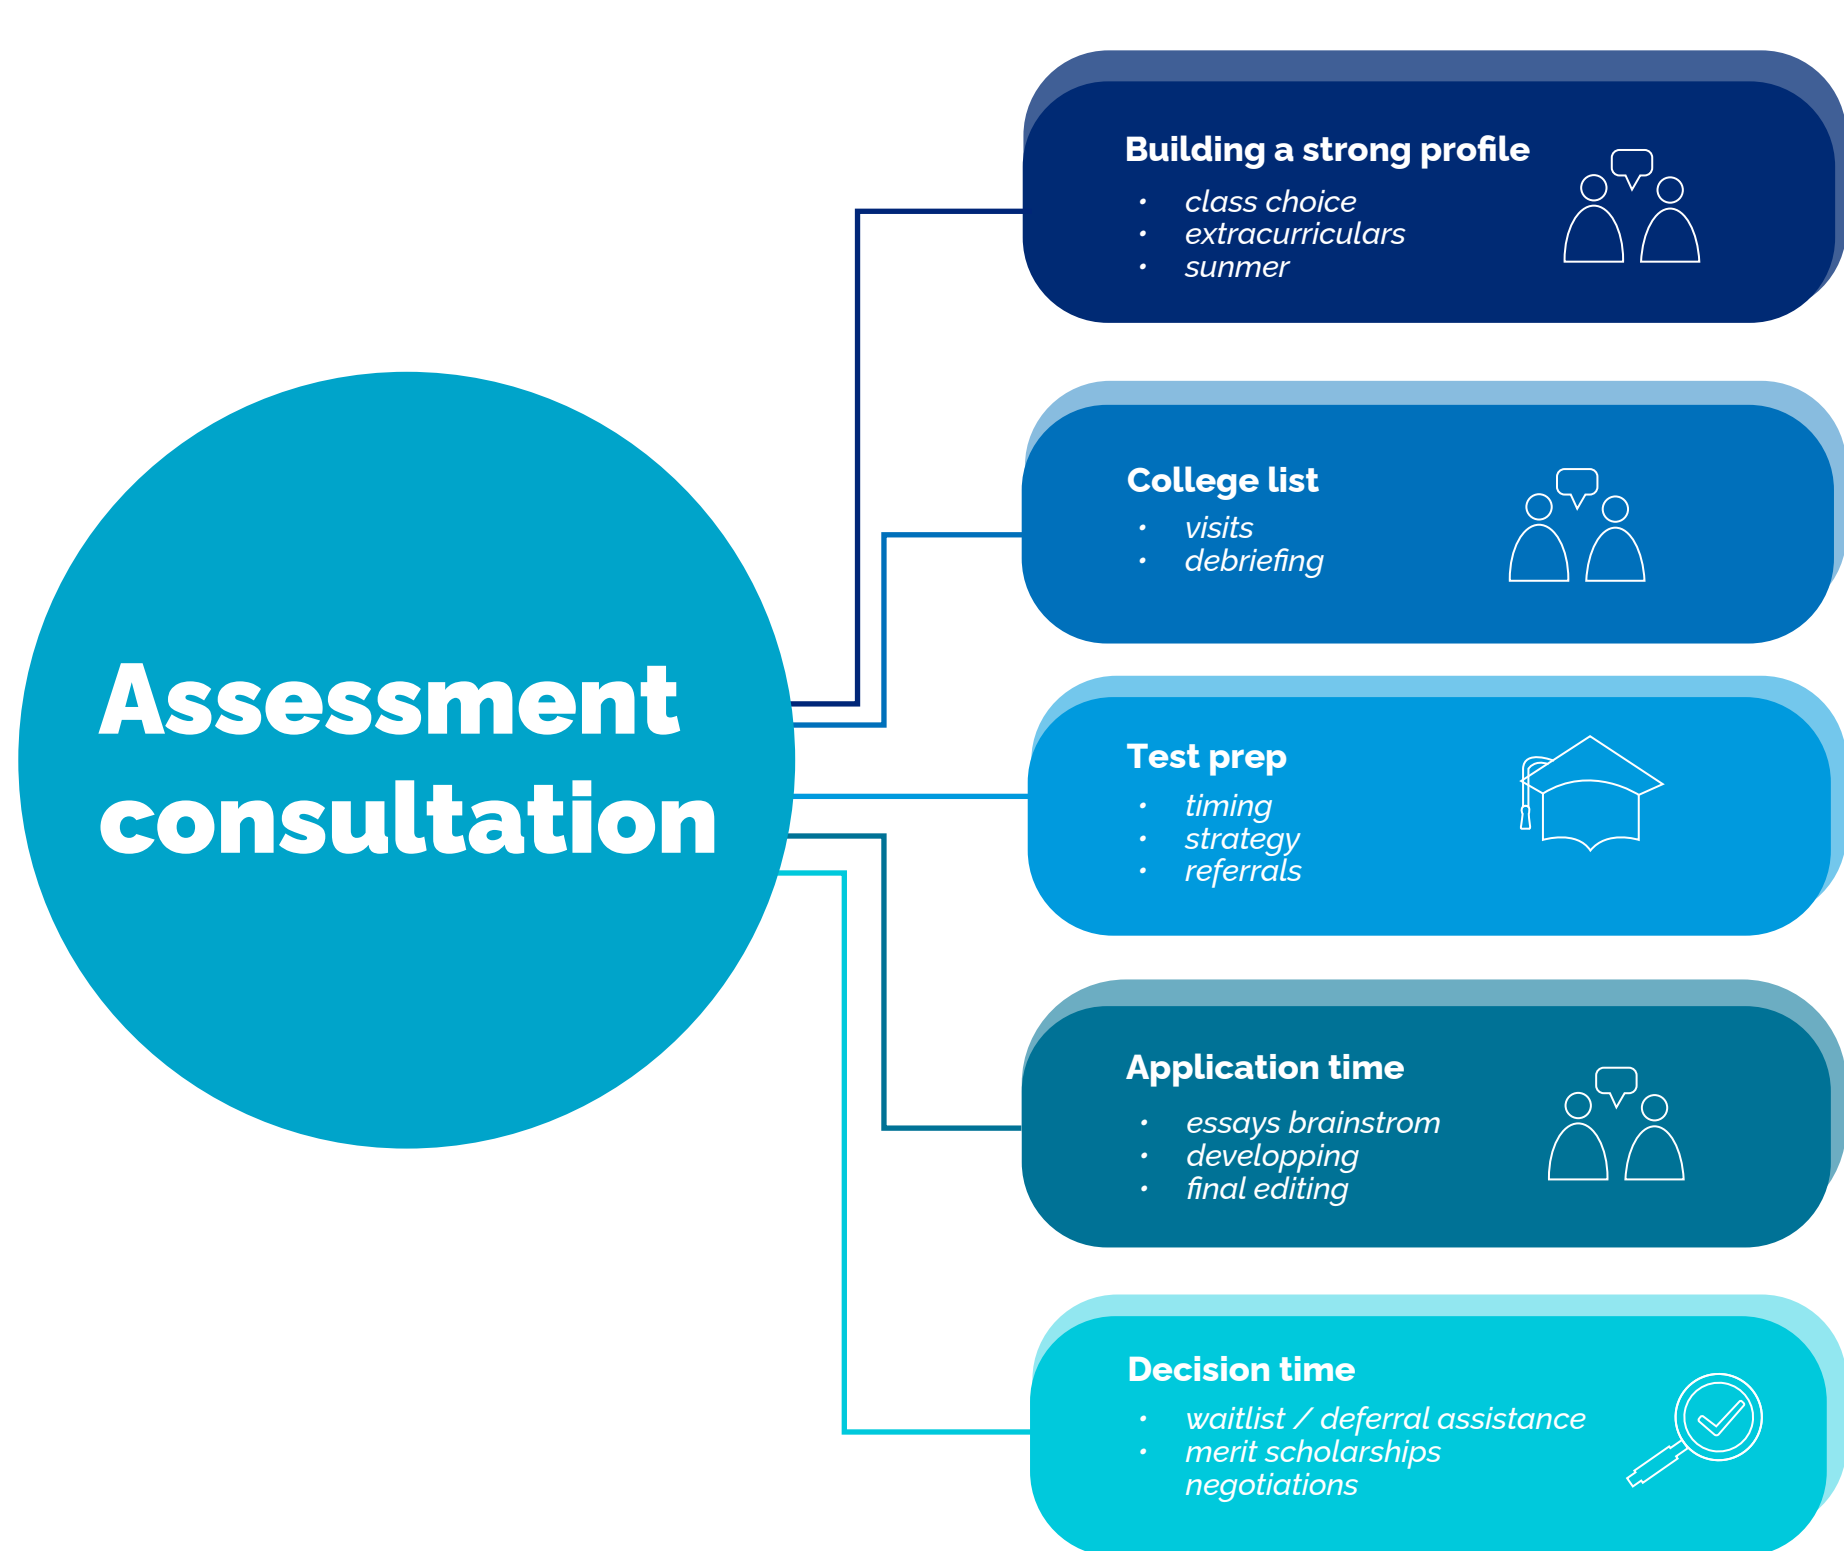 Assessment
consultation
Building a strong profile
• class choice
• extracurriculars
• sunmer
College list
• visits
• debriefing
Test prep
• timing
• strategy
• referrals
Application time
• essays brainstrom
• developping
• final editing
Decision time
• waitlist / deferral assistance
• merit scholarships
negotiations